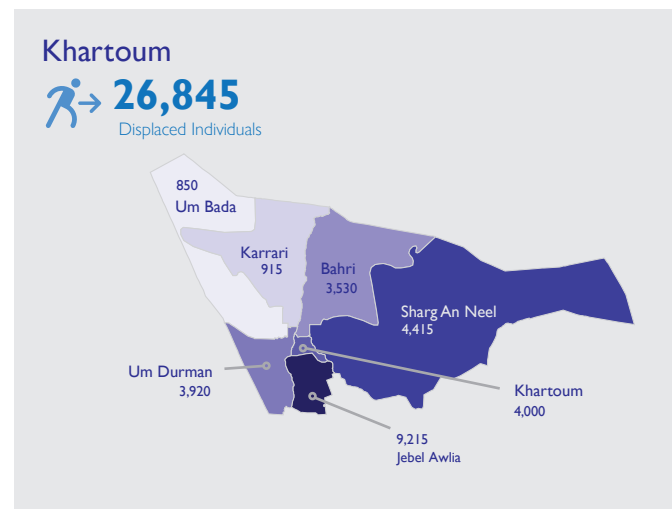 Khartoum
26,845
Displaced Individuals
850
Um Bada
Karrari
915
Bahri
3,530
Sharg An Neel
4,415
Um Durman
3,920
Khartoum
4,000
9,215
Jebel Awlia